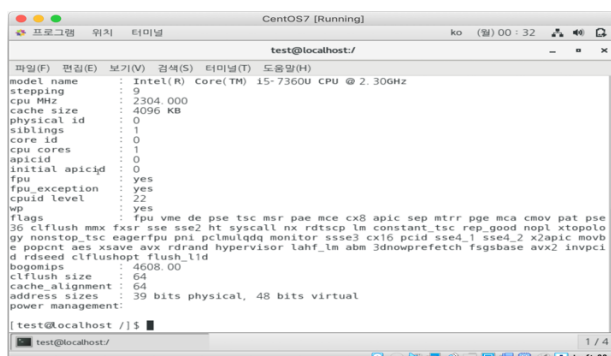 CentOS7 [Running]
프로그램 위치 터미널 ko (월) 00 : 32
test@localhost:/
파일(F) 편집(E) 보기(V) 검색(S) 터미널(T) 도움말(H)
model name : Intel(R) Core(TM) i5-7360U CPU @ 2.30GHz
stepping : 9
cpu MHz : 2304.000
cache size : 4096 KB
physical id : 0
siblings : 1
core id : 0
cpu cores : 1
apicid : 0
initial apicid : 0
fpu : yes
fpu_exception : yes
cpuid level : 22
wp : yes
flags : fpu vme de pse tsc msr pae mce cx8 apic sep mtrr pge mca cmov pat pse
36 clflush mmx fxsr sse sse2 ht syscall nx rdtscp lm constant_tsc rep_good nopl xtopolo
gy nonstop_tsc eagerfpu pni pclmulqdq monitor ssse3 cx16 pcid sse4_1 sse4_2 x2apic movb
e popcnt aes xsave avx rdrand hypervisor lahf_lm abm 3dnowprefetch fsgsbase avx2 invpci
d rdseed clflushopt flush_l1d
bogomips : 4608.00
clflush size : 64
cache_alignment : 64
address sizes : 39 bits physical, 48 bits virtual
power management:
[test@localhost /]$
test@localhost:/ 1 / 4